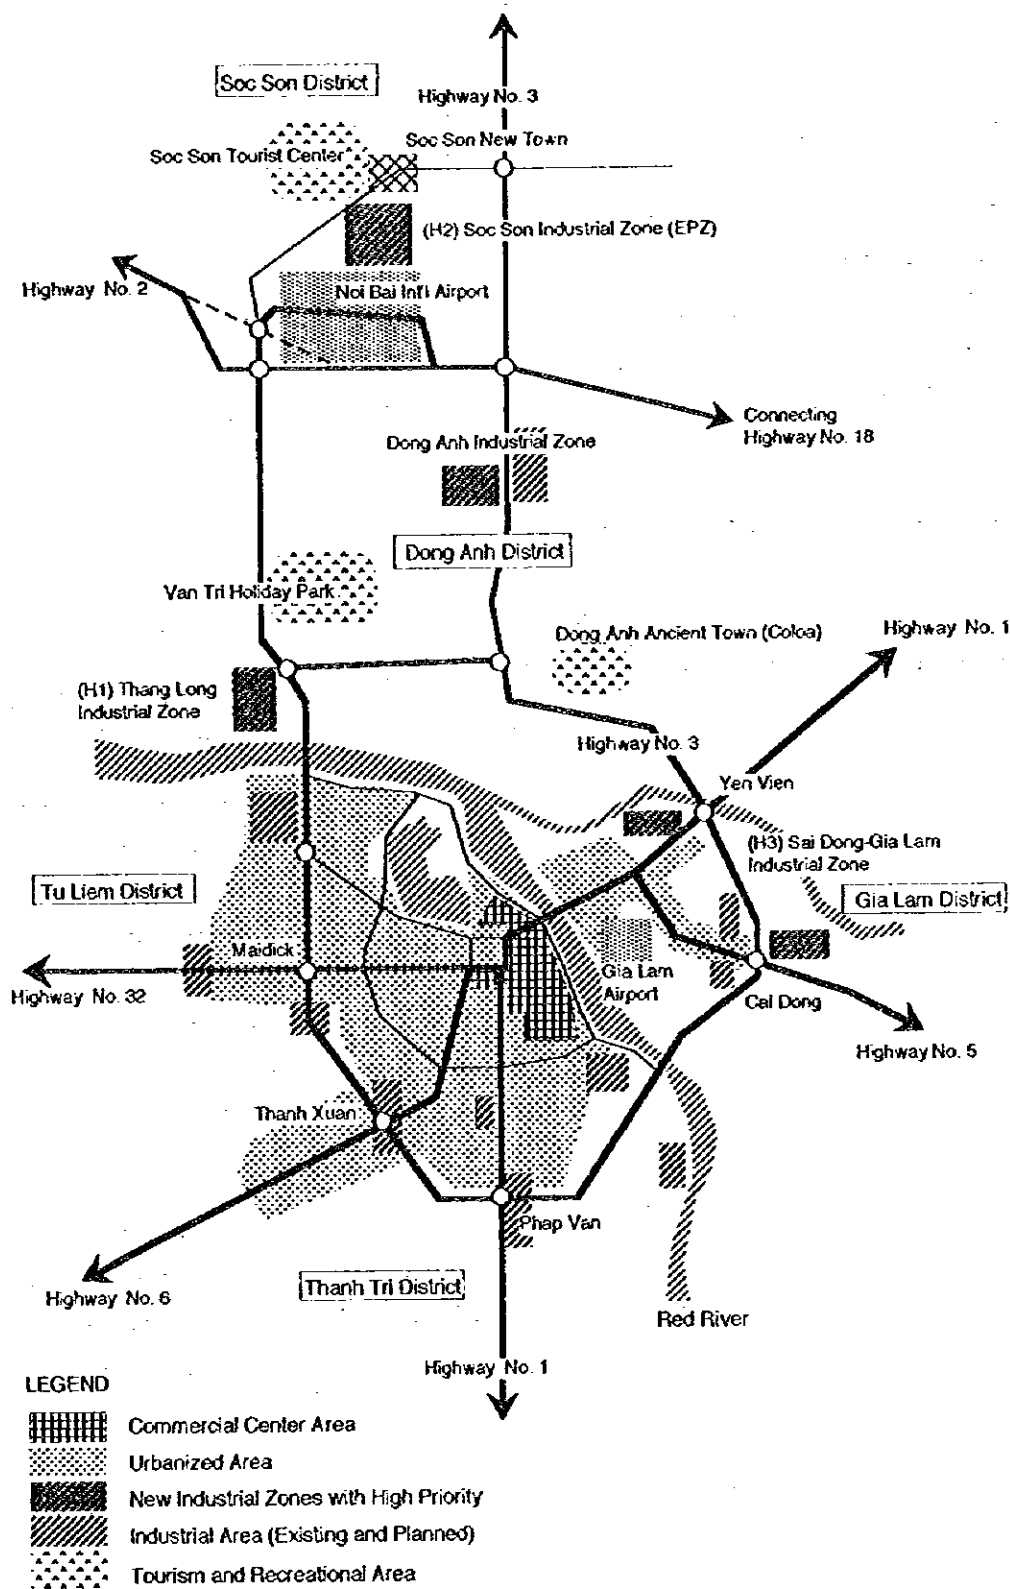 Soc Son District
Highway No. 3
Soc Son New Town
Soc Son Tourist Center
(H2) Soc Son Industrial Zone (EPZ)
Highway No. 2
Noi Bai Int'l Airport
Connecting
Highway No. 18
Dong Anh Industrial Zone
Dong Anh District
Van Tri Holiday Park
Dong Anh Ancient Town (Coloa)
Highway No. 1
(H1) Thang Long
Industrial Zone
Highway No. 3
Yen Vien
(H3) Sai Dong-Gia Lam
Industrial Zone
Tu Liem District
Gia Lam District
Maidick
Highway No. 32
Gia Lam
Airport
Cai Dong
Highway No. 5
Thanh Xuan
Phap Van
Highway No. 6
Thanh Tri District
Red River
Highway No. 1
LEGEND
Commercial Center Area
Urbanized Area
New Industrial Zones with High Priority
Industrial Area (Existing and Planned)
Tourism and Recreational Area